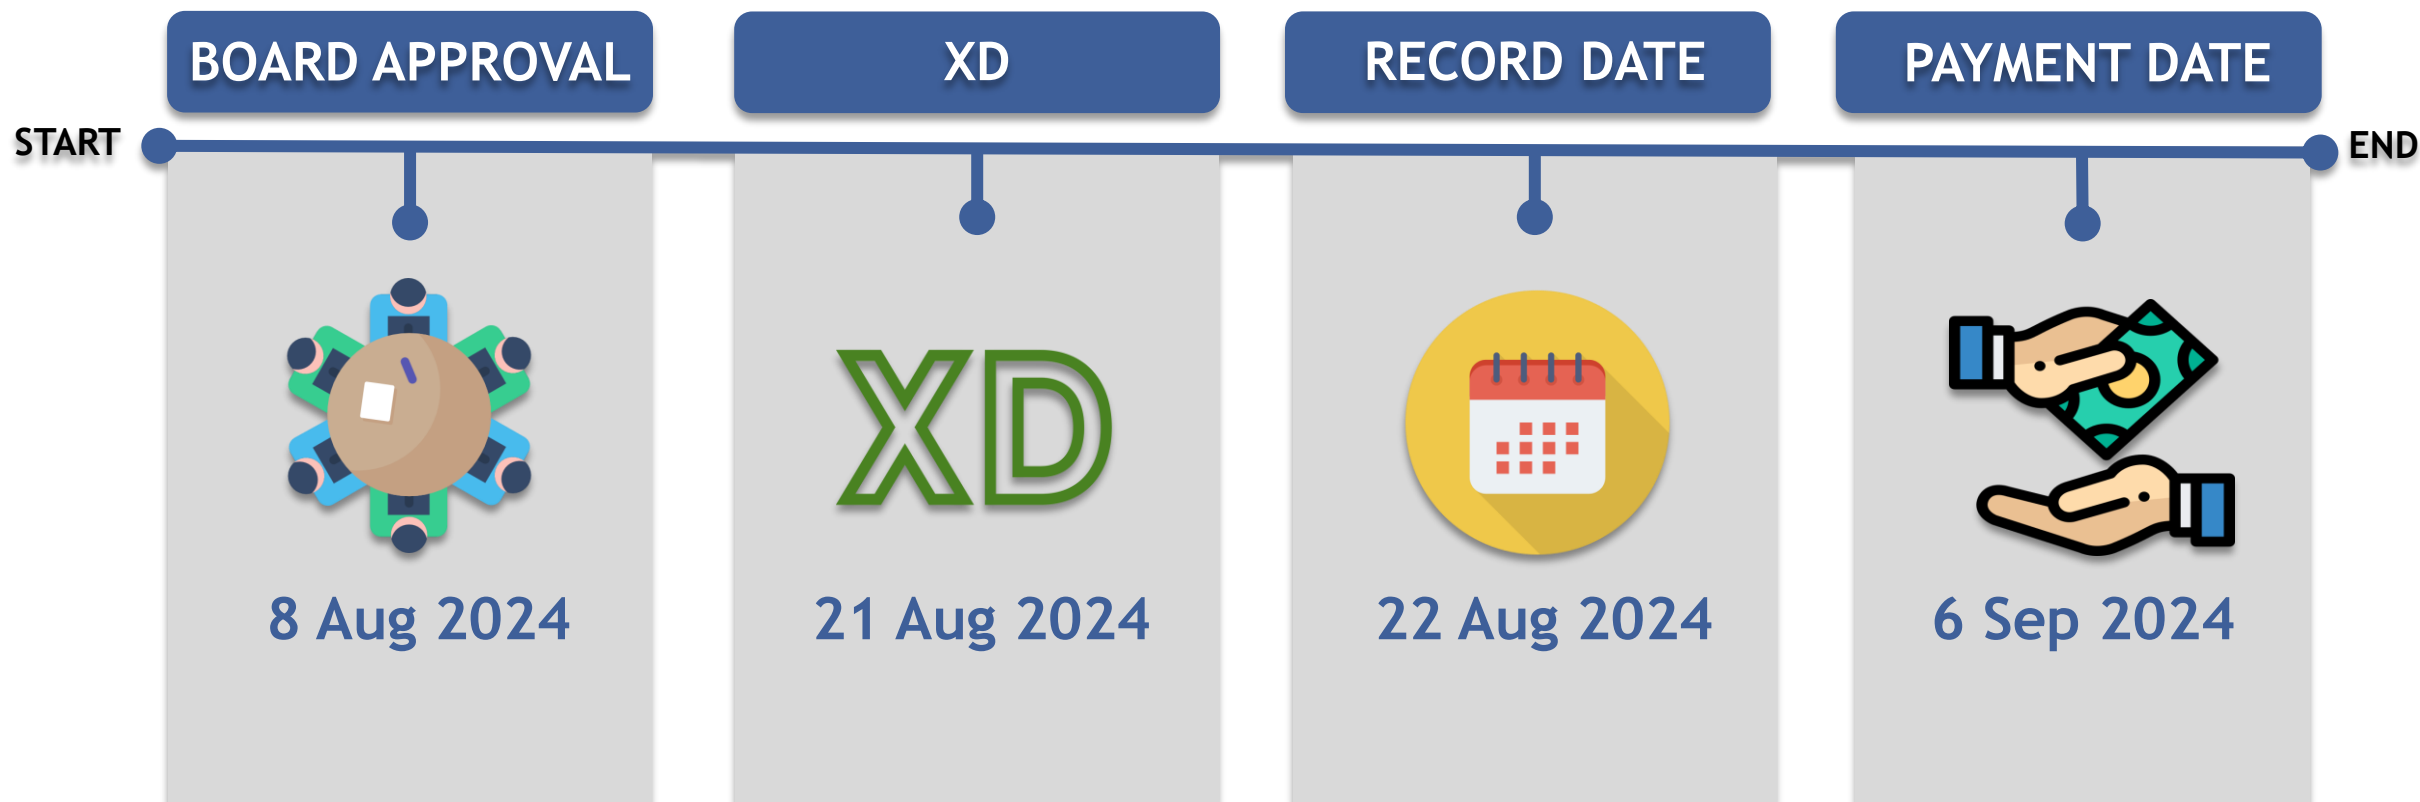 BOARD APPROVAL
XD
RECORD DATE
PAYMENT DATE
START
END
XD
8 Aug 2024
21 Aug 2024
22 Aug 2024
6 Sep 2024